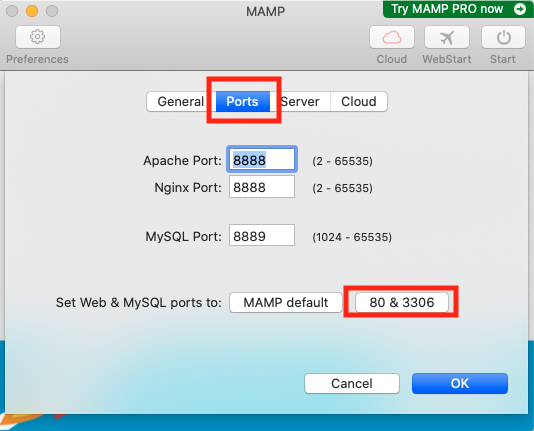 MAMP
Try MAMP PRO now
Preferences
Cloud WebStart Start
General Ports Server Cloud
Apache Port: 8888 (2 - 65535)
Nginx Port: 8888 (2 - 65535)
MySQL Port: 8889 (1024 - 65535)
Set Web & MySQL ports to: MAMP default 80 & 3306
Cancel OK